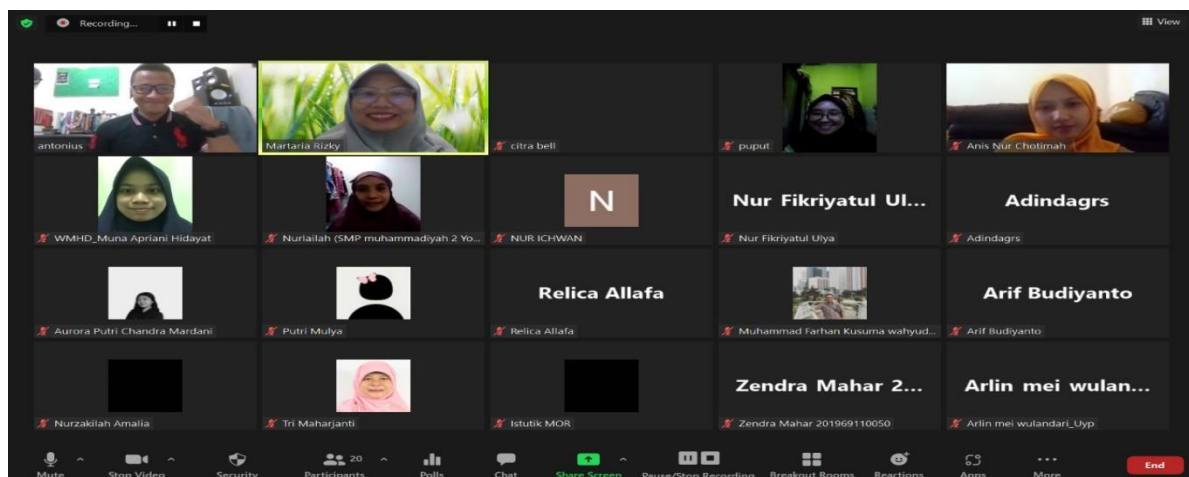 Recording...
View
antonius
Martaria Rizky
citra bell
puput
Anis Nur Chotimah
N
Nur Fikriyatul Ul...
Adindagrs
WMHD_Muna Apriani Hidayat
Nurlailah (SMP muhammadiyah 2 Yo...
NUR ICHWAN
Nur Fikriyatul Ulya
Adindagrs
Relica Allafa
Arif Budiyanto
Aurora Putri Chandra Mardani
Putri Mulya
Relica Allafa
Muhammad Farhan Kusuma wahyud...
Arif Budiyanto
Zendra Mahar 2...
Arlin mei wulan...
Nurzakilah Amalia
Tri Maharjanti
Istutik MOR
Zendra Mahar 201969110050
Arlin mei wulandari_Uyp
20
End
Mute
Stop Video
Security
Participants
Polls
Chat
Share Screen
Pause/Stop Recording
Breakout Rooms
Reactions
Apps
More